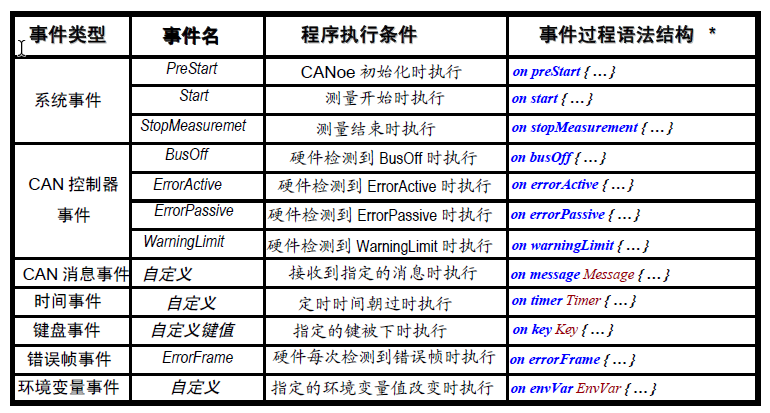 事件类型 事件名 程序执行条件 事件过程语法结构 *
系统事件 PreStart CANoe 初始化时执行 on preStart { … }
Start 测量开始时执行 on start { … }
StopMeasuremet 测量结束时执行 on stopMeasurement { … }
CAN 控制器
事件
BusOff 硬件检测到 BusOff 时执行 on busOff { … }
ErrorActive 硬件检测到 ErrorActive 时执行 on errorActive { … }
ErrorPassive 硬件检测到 ErrorPassive 时执行 on errorPassive { … }
WarningLimit 硬件检测到 WarningLimit 时执行 on warningLimit { … }
CAN 消息事件 自定义 接收到指定的消息时执行 on message Message { … }
时间事件 自定义 定时时间朝过时执行 on timer Timer { … }
键盘事件 自定义键值 指定的键被下时执行 on key Key { … }
错误帧事件 ErrorFrame 硬件每次检测到错误帧时执行 on errorFrame { … }
环境变量事件 自定义 指定的环境变量值改变时执行 on envVar EnvVar { … }